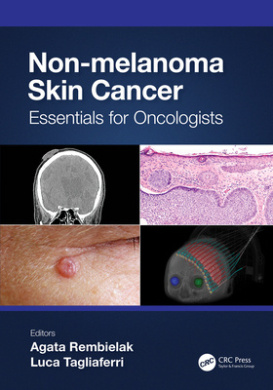 Non-melanoma
Skin Cancer
Essentials for Oncologists
Editors
Agata Rembielak
Luca Tagliaferri
CRC Press
Taylor & Francis Group